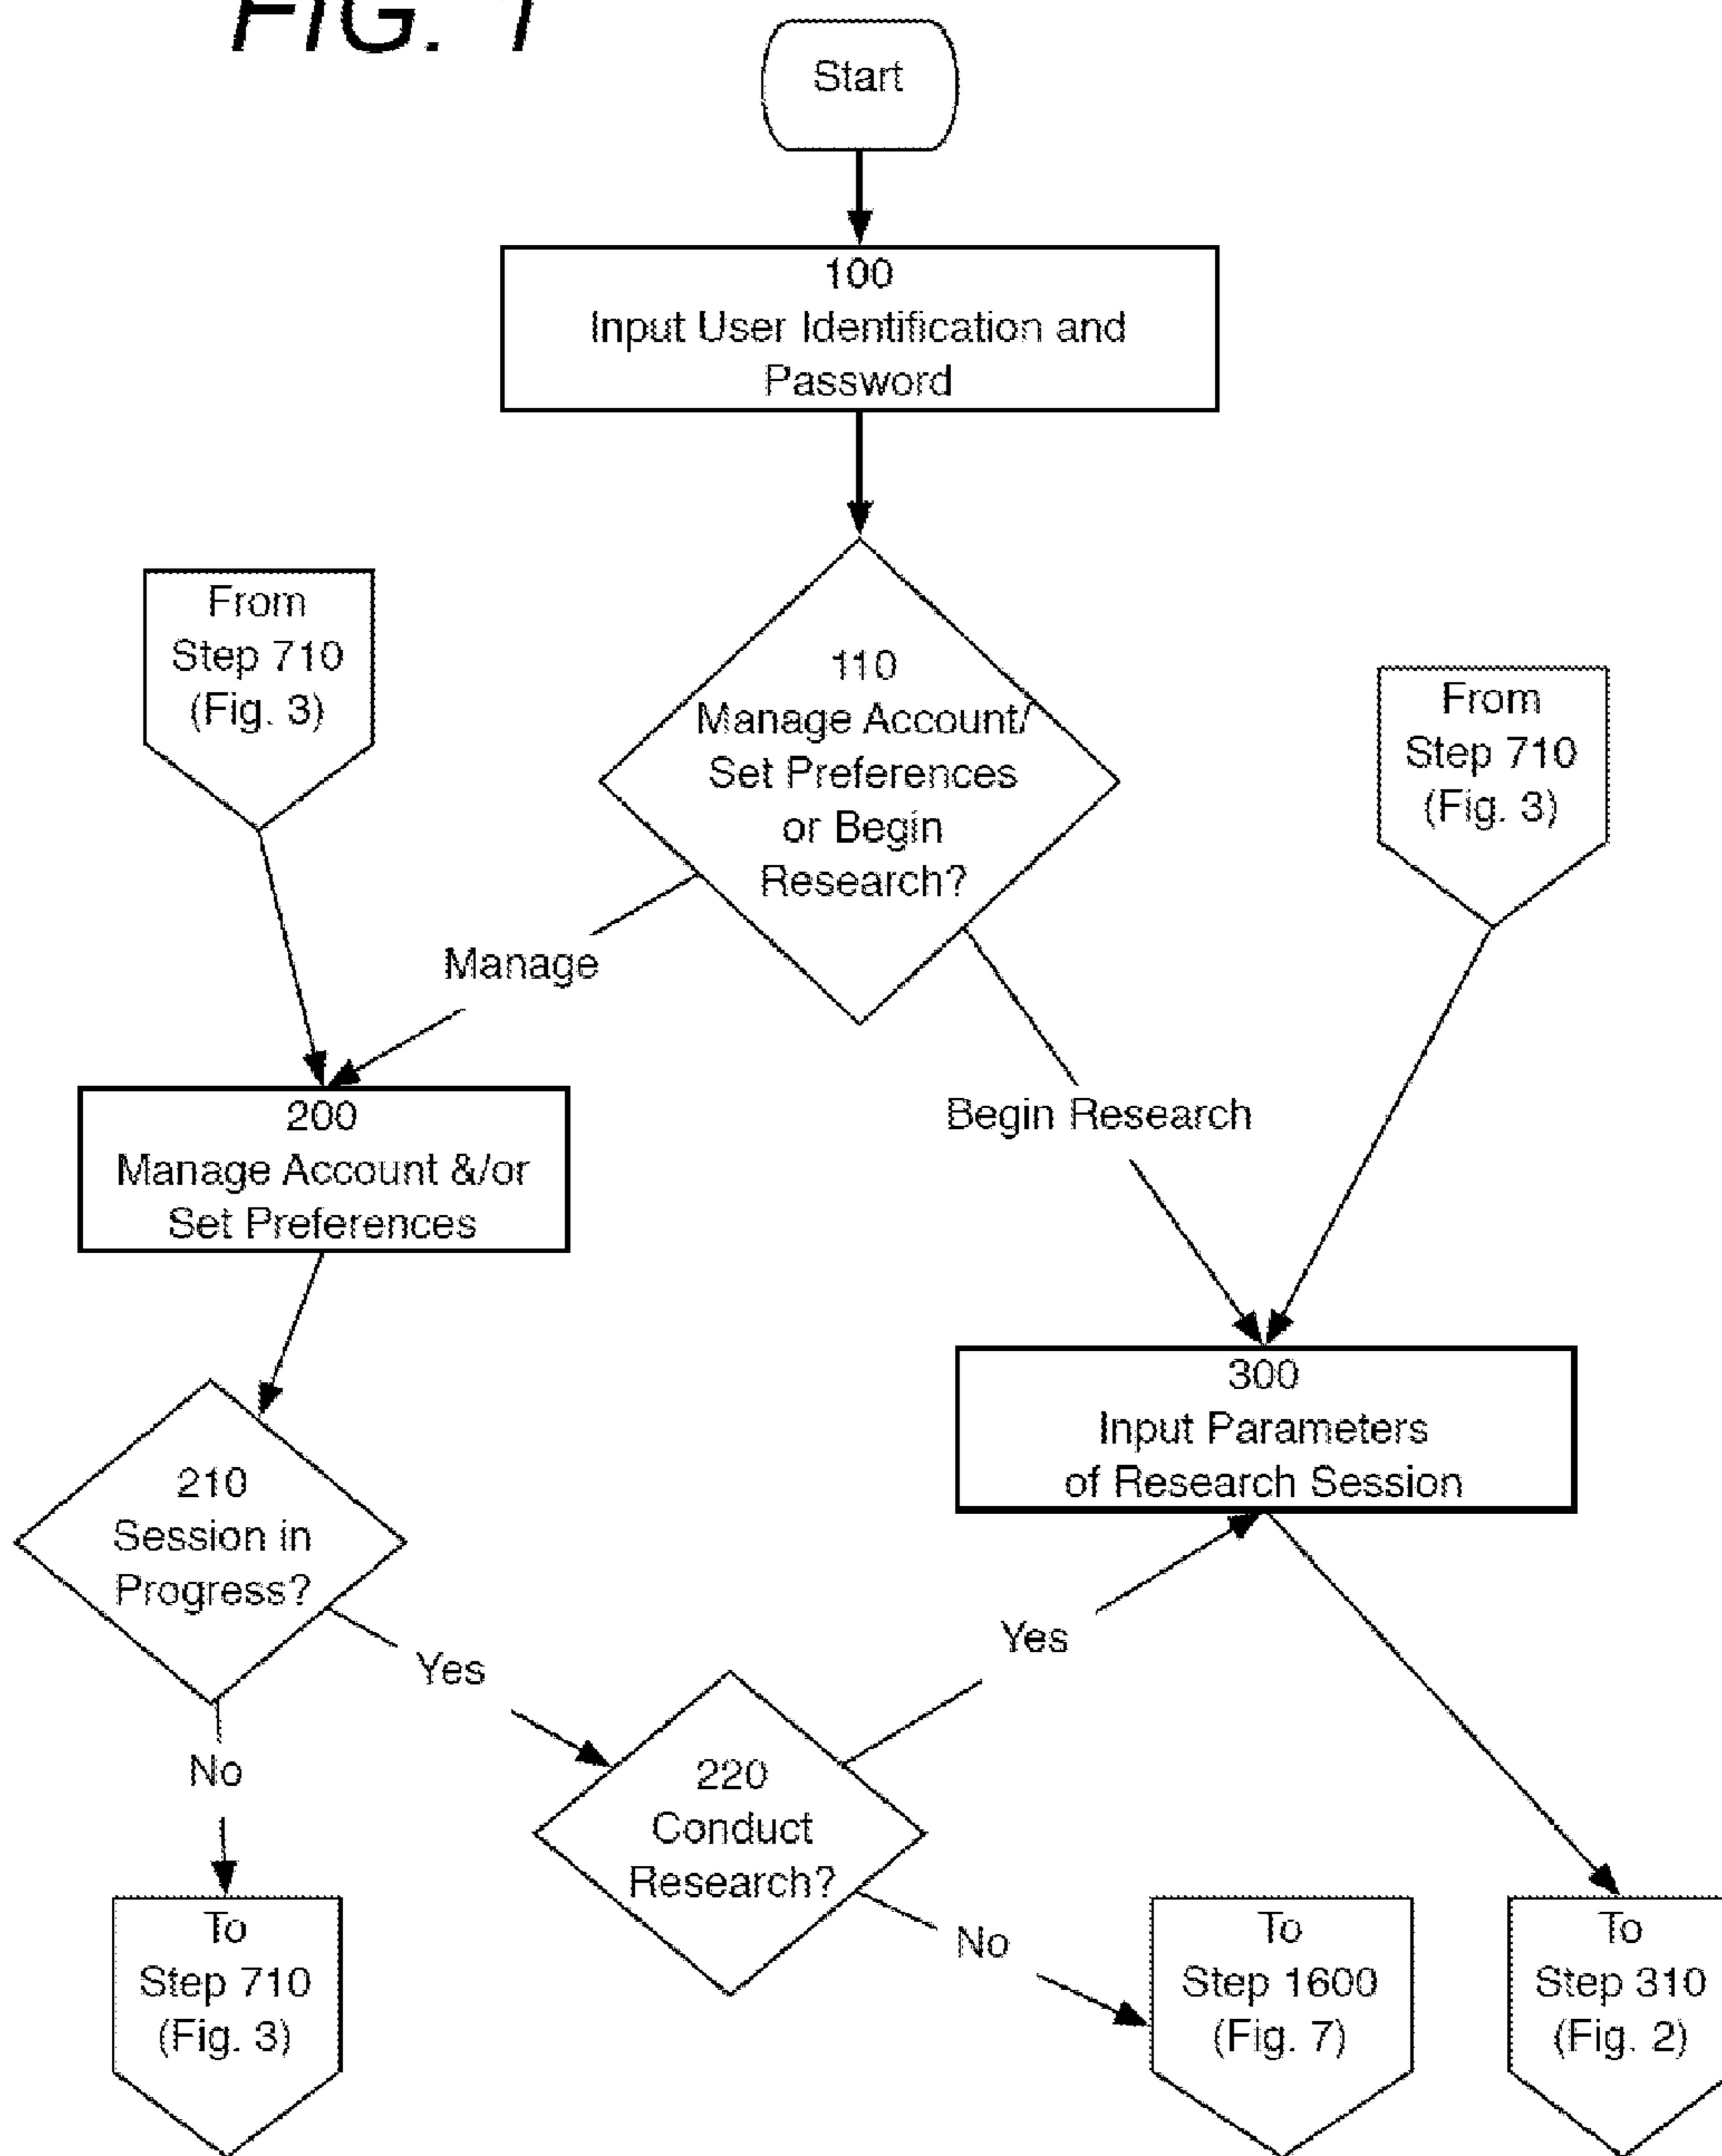 FIG. 1
Start
100
Input User Identification and
Password
From
Step 710
(Fig. 3)
110
Manage Account/
Set Preferences
or Begin
Research?
From
Step 710
(Fig. 3)
Manage
Begin Research
200
Manage Account &/or
Set Preferences
300
Input Parameters
of Research Session
210
Session in
Progress?
Yes
Yes
No
220
Conduct
Research?
No
To
Step 710
(Fig. 3)
To
Step 1600
(Fig. 7)
To
Step 310
(Fig. 2)